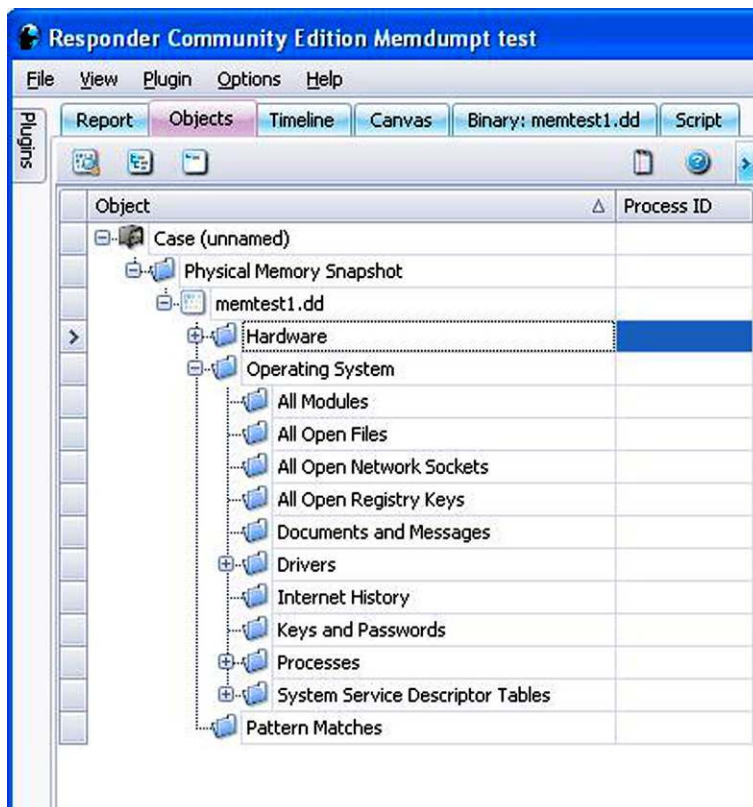 Responder Community Edition Memdumpt test
File View Plugin Options Help
Plugins
Report Objects Timeline Canvas Binary: memtest1.dd Script
Object Process ID
Case (unnamed)
Physical Memory Snapshot
memtest1.dd
Hardware
Operating System
All Modules
All Open Files
All Open Network Sockets
All Open Registry Keys
Documents and Messages
Drivers
Internet History
Keys and Passwords
Processes
System Service Descriptor Tables
Pattern Matches